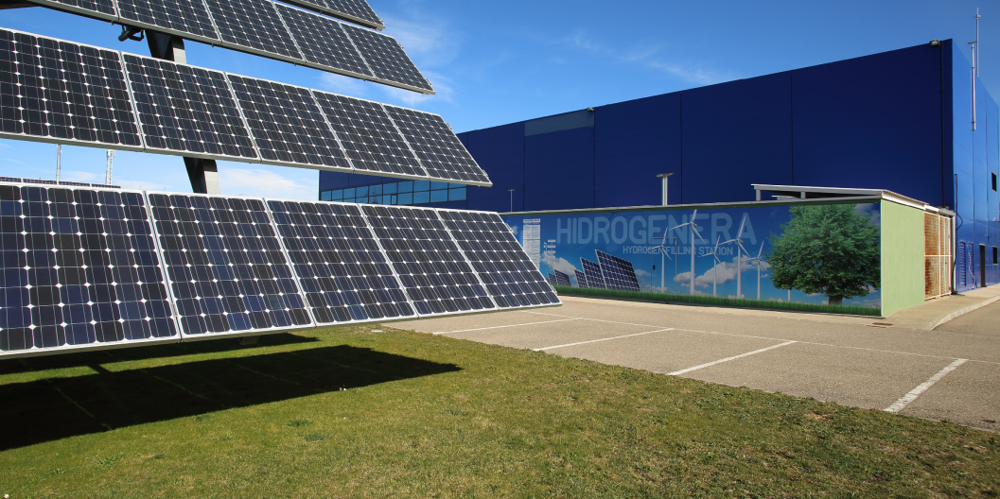 HIDROGENERA
HYDROGEN FILLING STATION